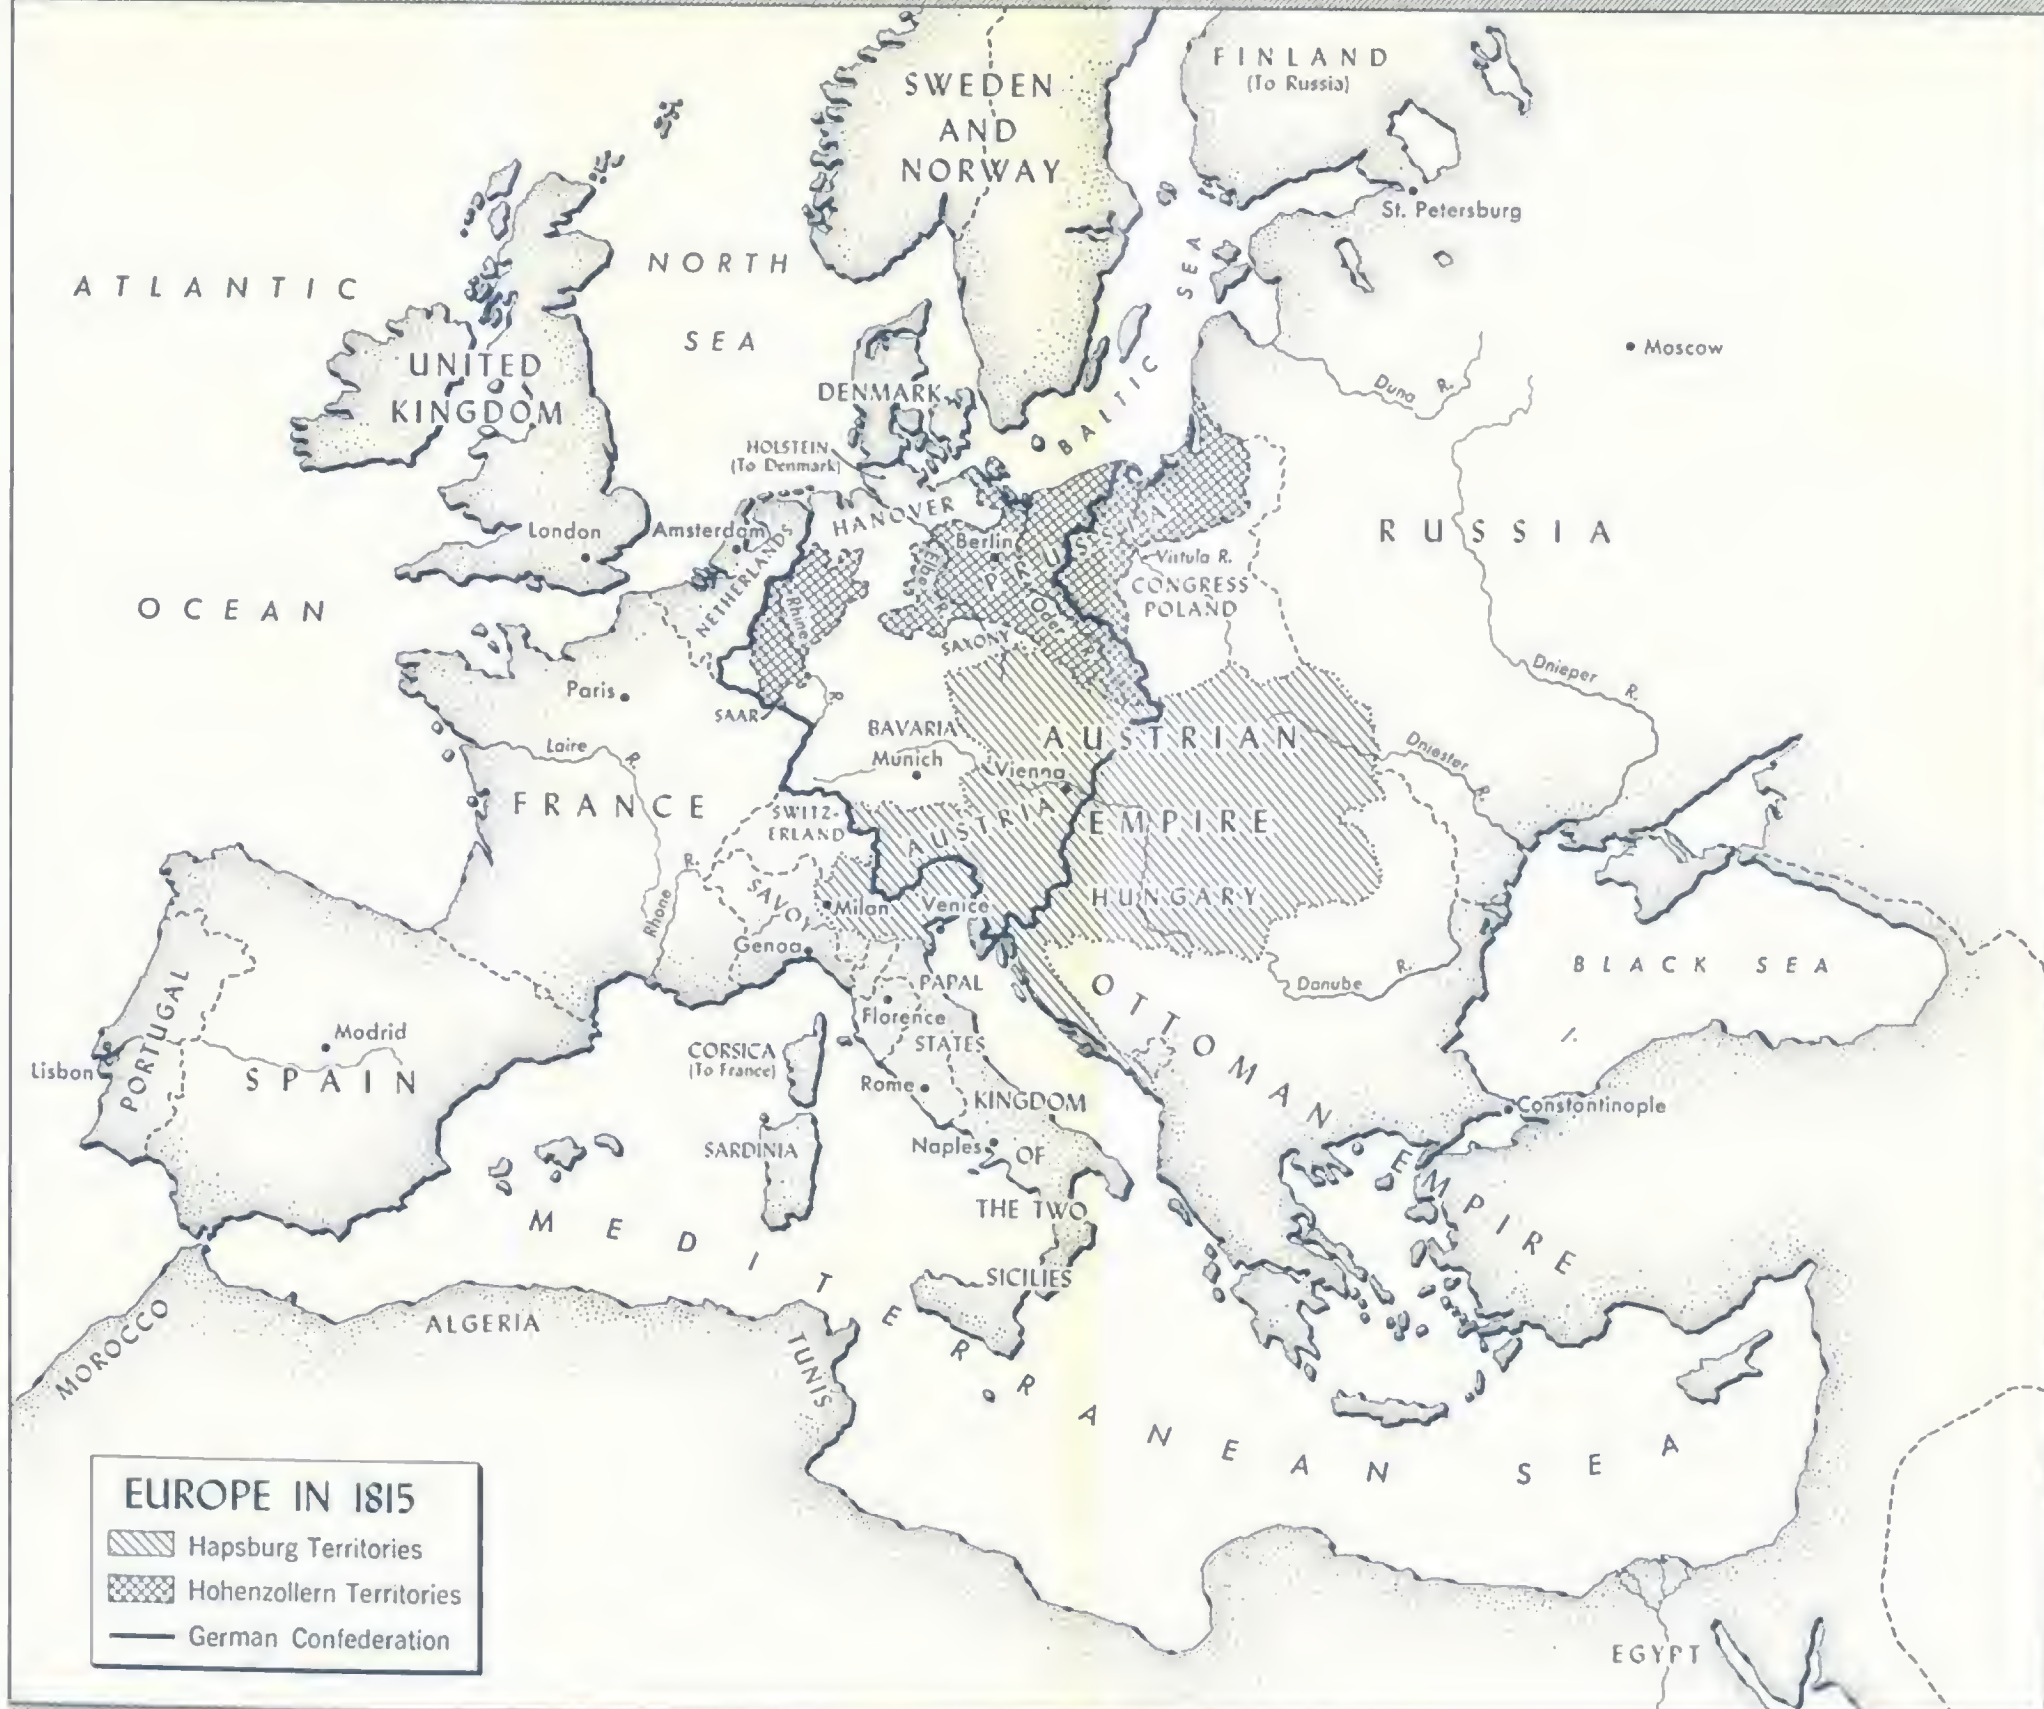 FINLAND
(To Russia)
SWEDEN
AND
NORWAY
St. Petersburg
ATLANTIC
OCEAN
NORTH
SEA
BALTIC SEA
Moscow
UNITED
KINGDOM
DENMARK
Duna R.
HOLSTEIN
(To Denmark)
HANOVER
London
Amsterdam
NETHERLANDS
Berlin
PRUSSIA
Elbe R.
Rhine
R.
Oder R.
Vistula R.
CONGRESS
POLAND
RUSSIA
SAXONY
Dnieper R.
Paris
SAAR
BAVARIA
Munich
AUSTRIAN
EMPIRE
Vienna
Dniester R.
Loire R.
FRANCE
SWITZ-
ERLAND
AUSTRIA
HUNGARY
SAVOY
Milan
Venice
Rhone R.
Genoa
PAPAL
STATES
Florence
OTTOMAN
EMPIRE
Danube R.
BLACK SEA
PORTUGAL
Lisbon
Madrid
SPAIN
CORSICA
(To France)
Rome
KINGDOM
OF
THE TWO
SICILIES
Naples
SARDINIA
Constantinople
MEDITERRANEAN SEA
MOROCCO
ALGERIA
TUNIS
EGYPT
EUROPE IN 1815
Hapsburg Territories
Hohenzollern Territories
German Confederation